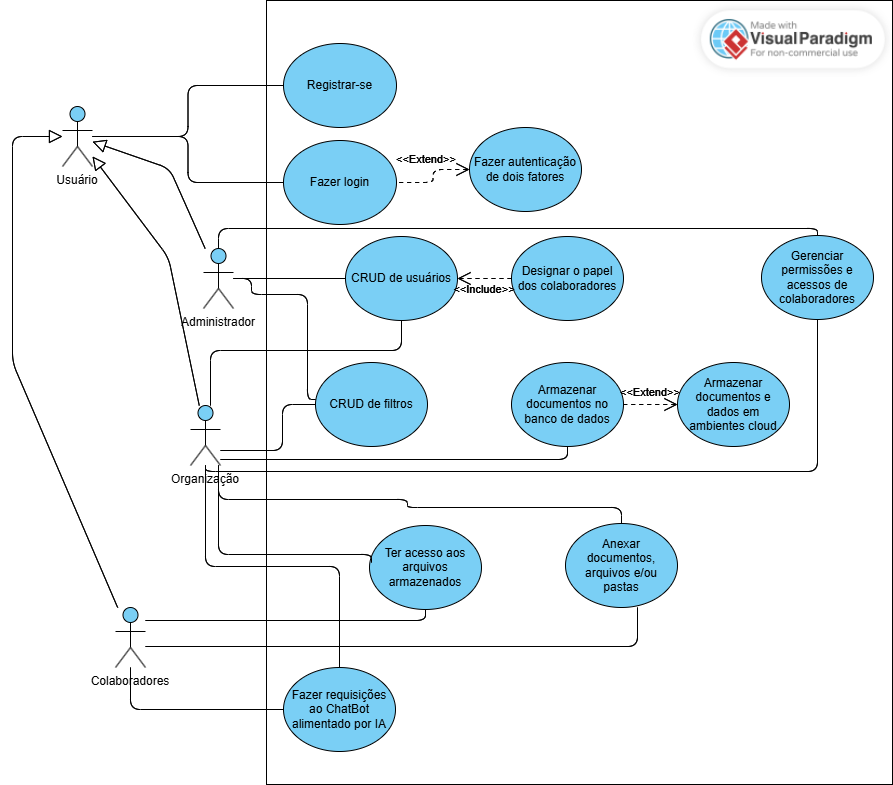 Made with
VisualParadigm
For non-commercial use
Registrar-se
Usuário
Fazer login
<<Extend>>
Fazer autenticação
de dois fatores
Administrador
CRUD de usuários
<<Include>>
Designar o papel
dos colaboradores
Gerenciar
permissões e
acessos de
colaboradores
CRUD de filtros
Armazenar
documentos no
banco de dados
<<Extend>>
Armazenar
documentos e
dados em
ambientes cloud
Organização
Ter acesso aos
arquivos
armazenados
Anexar
documentos,
arquivos e/ou
pastas
Colaboradores
Fazer requisições
ao ChatBot
alimentado por IA